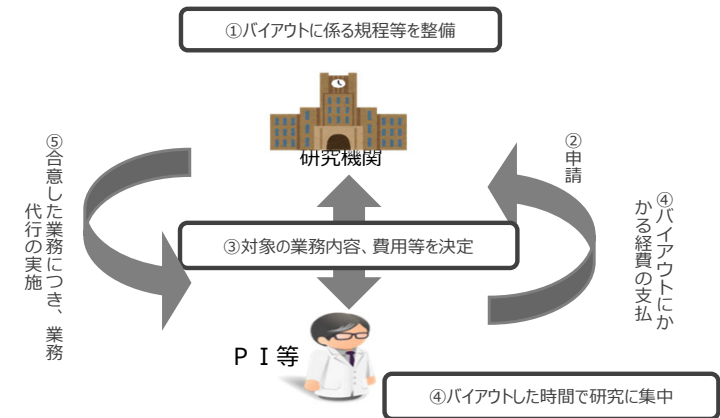 ①バイアウトに係る規程等を整備
研究機関
②申請
⑤合意した業務につき、業務
代行の実施
③対象の業務内容、費用等を決定
④バイアウトにか
かる経費の支払
ＰＩ等
④バイアウトした時間で研究に集中